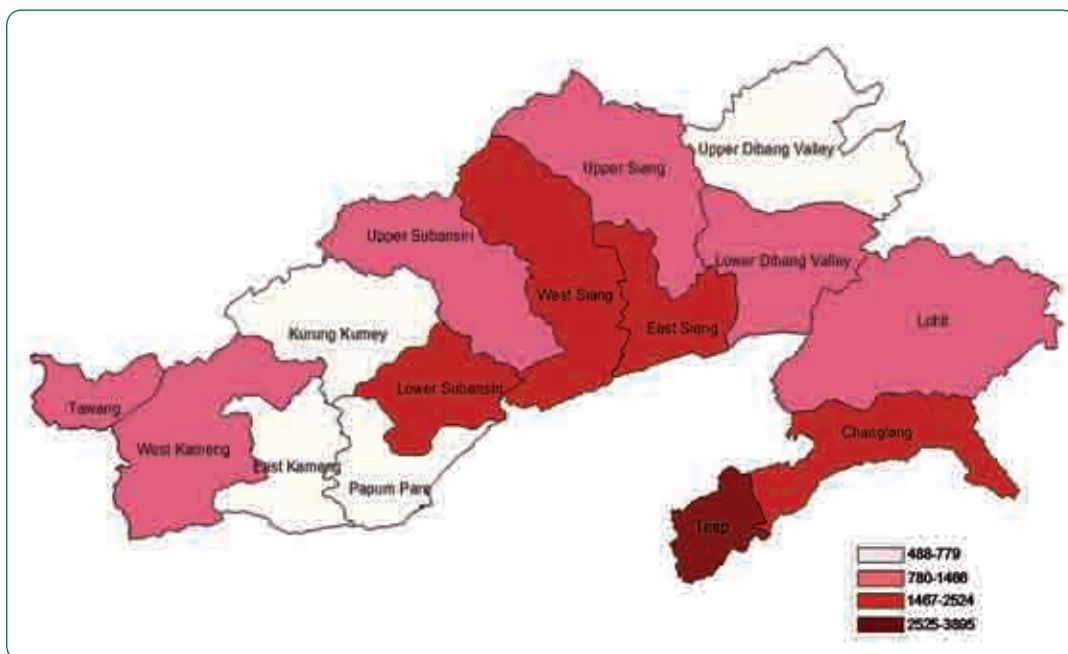 Upper Dibang Valley
Upper Siang
Upper Subansiri
Lower Dibang Valley
West Siang
Lohit
East Siang
Kurung Kumey
Lower Subansiri
Tawang
Changlang
West Kameng
East Kameng
Papum Pare
Tirap
488-779
780-1466
1467-2524
2525-3895